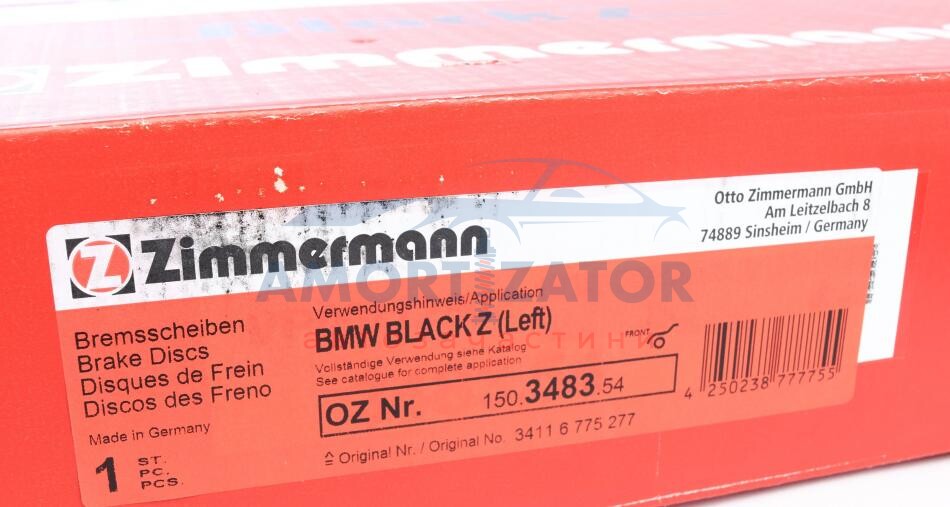 Black Z
Zimmermann
Z Zimmermann
Otto Zimmermann GmbH
Am Leitzelbach 8
74889 Sinsheim / Germany
AMORTIZATOR
автозапчастини
Bremsscheiben
Brake Discs
Disques de Frein
Discos des Freno
Made in Germany
1 ST.
PC.
PCS.
Verwendungshinweis/Application
BMW BLACK Z (Left)
Vollständige Verwendung siehe Katalog
See catalogue for complete application
FRONT
OZ Nr. 150.3483.54
≙ Original Nr. / Original No. 3411 6 775 277
4 250238 777755